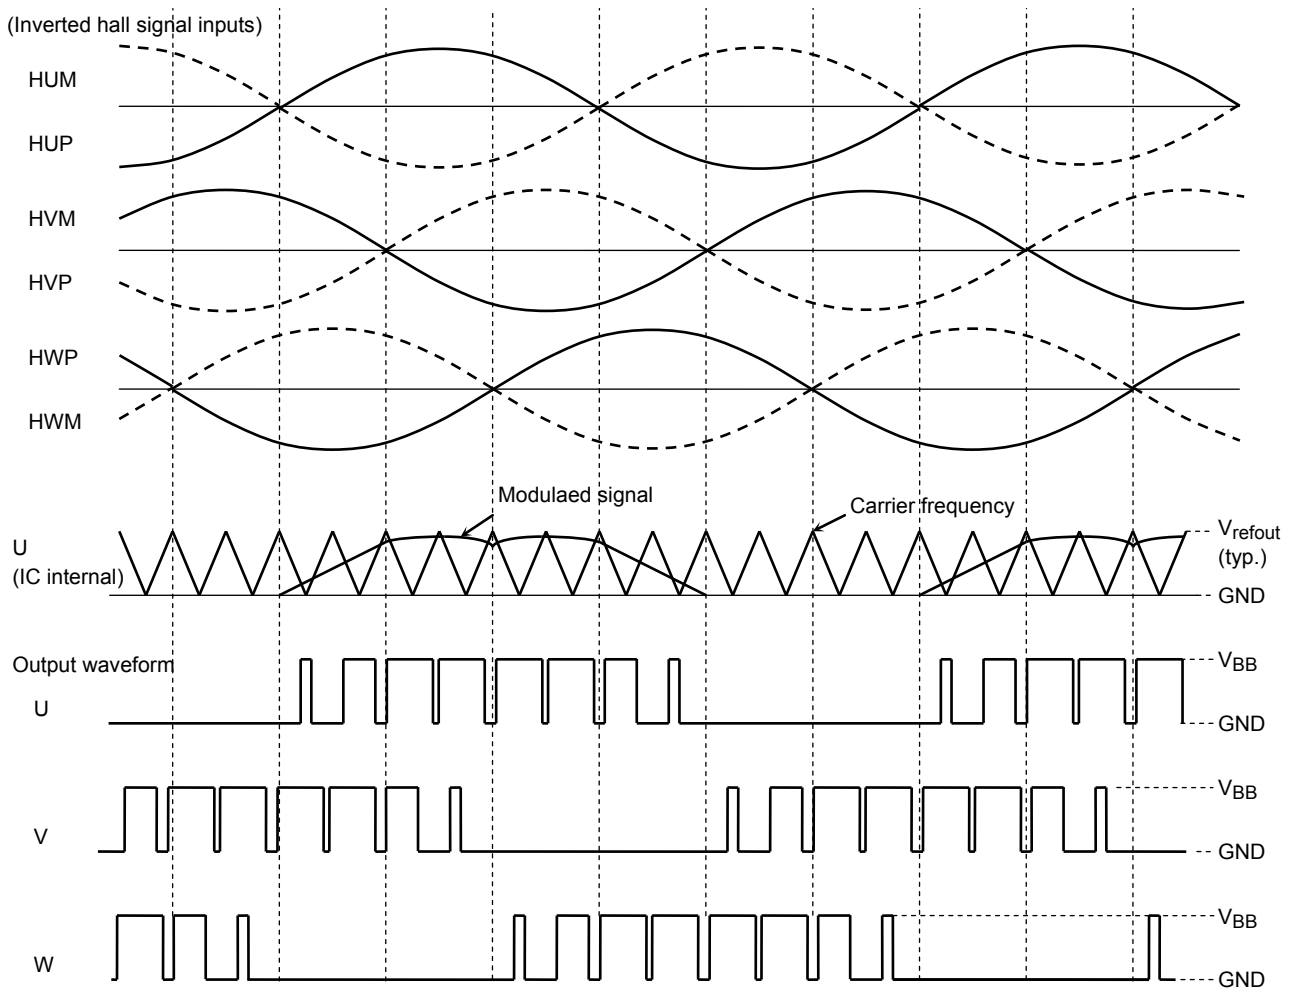 (Inverted hall signal inputs)
HUM
HUP
HVM
HVP
HWP
HWM
Modulaed signal
Carrier frequency
U
(IC internal)
Vrefout
(typ.)
GND
Output waveform
U
VBB
GND
V
VBB
GND
W
VBB
GND